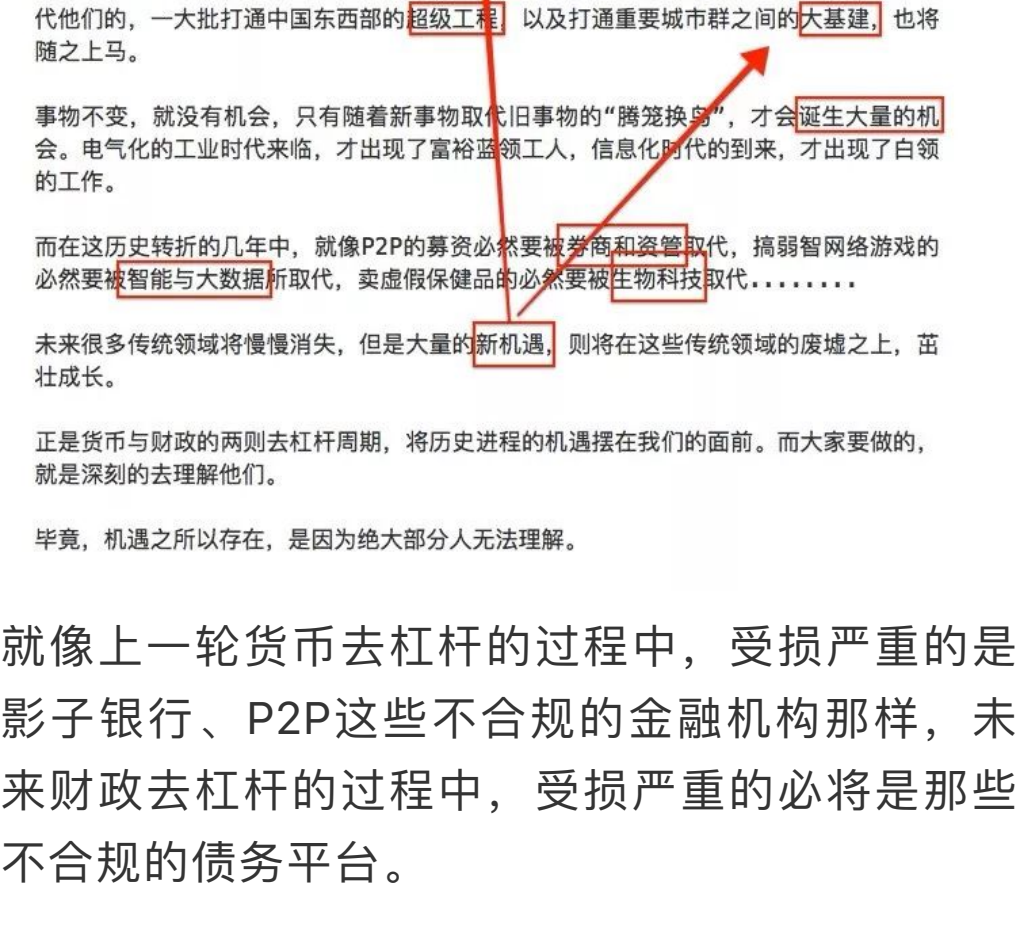 代他们的，一大批打通中国东西部的超级工程，以及打通重要城市群之间的大基建，也将
随之上马。
事物不变，就没有机会，只有随着新事物取代旧事物的“腾笼换鸟”，才会诞生大量的机
会。电气化的工业时代来临，才出现了富裕蓝领工人，信息化时代的到来，才出现了白领
的工作。
而在这历史转折的几年中，就像P2P的募资必然要被券商和资管取代，搞弱智网络游戏的
必然要被智能与大数据所取代，卖虚假保健品的必然要被生物科技取代........
未来很多传统领域将慢慢消失，但是大量的新机遇，则将在这些传统领域的废墟之上，茁
壮成长。
正是货币与财政的两则去杠杆周期，将历史进程的机遇摆在我们的面前。而大家要做的，
就是深刻的去理解他们。
毕竟，机遇之所以存在，是因为绝大部分人无法理解。
就像上一轮货币去杠杆的过程中，受损严重的是
影子银行、P2P这些不合规的金融机构那样，未
来财政去杠杆的过程中，受损严重的必将是那些
不合规的债务平台。